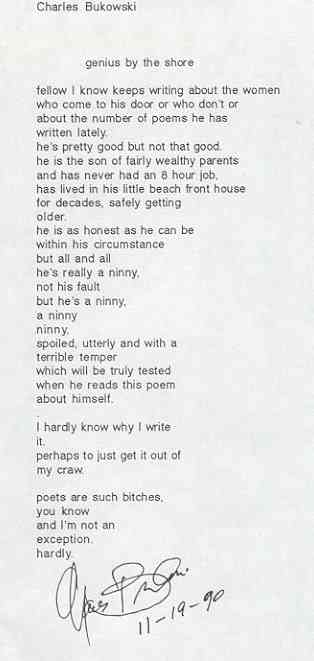 Charles Bukowski
genius by the shore
fellow I know keeps writing about the women
who come to his door or who don't or
about the number of poems he has
written lately.
he's pretty good but not that good.
he is the son of fairly wealthy parents
and has never had an 8 hour job,
has lived in his little beach front house
for decades, safely getting
older.
he is as honest as he can be
within his circumstance
but all and all
he's really a ninny,
not his fault
but he's a ninny,
a ninny
ninny,
spoiled, utterly and with a
terrible temper
which will be truly tested
when he reads this poem
about himself.
.
I hardly know why I write
it.
perhaps to just get it out of
my craw.
poets are such bitches,
you know
and I'm not an
exception.
hardly.
11-19-90